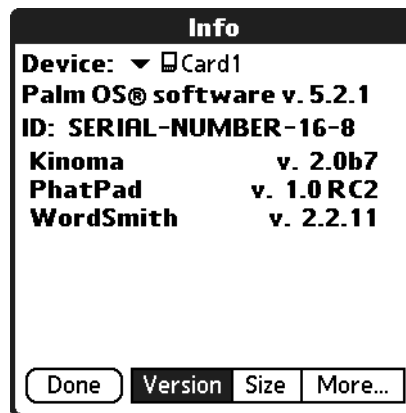 Info
Device: Card1
Palm OS® software v. 5.2.1
ID: SERIAL-NUMBER-16-8
Kinoma v. 2.0b7
PhatPad v. 1.0 RC2
WordSmith v. 2.2.11
Done Version Size More...